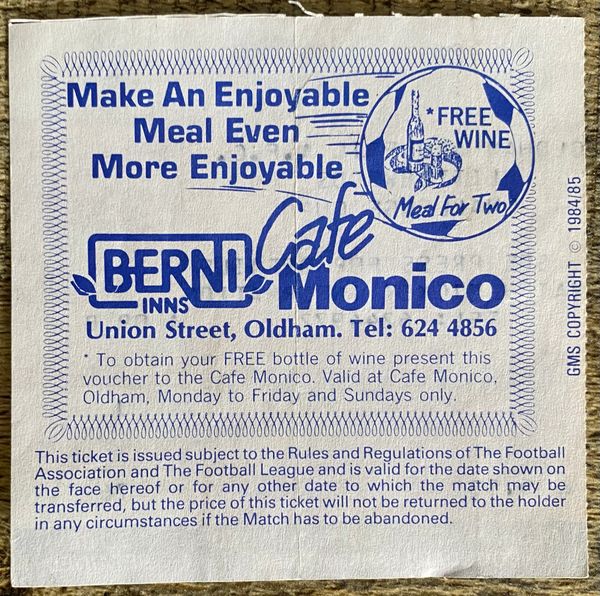 Make An Enjoyable
Meal Even
More Enjoyable
*FREE
WINE
Meal For Two
BERNI
INNS
Cafe
Monico
Union Street, Oldham. Tel: 624 4856
* To obtain your FREE bottle of wine present this
voucher to the Cafe Monico. Valid at Cafe Monico,
Oldham, Monday to Friday and Sundays only.
GMS COPYRIGHT © 1984/85
This ticket is issued subject to the Rules and Regulations of The Football
Association and The Football League and is valid for the date shown on
the face hereof or for any other date to which the match may be
transferred, but the price of this ticket will not be returned to the holder
in any circumstances if the Match has to be abandoned.